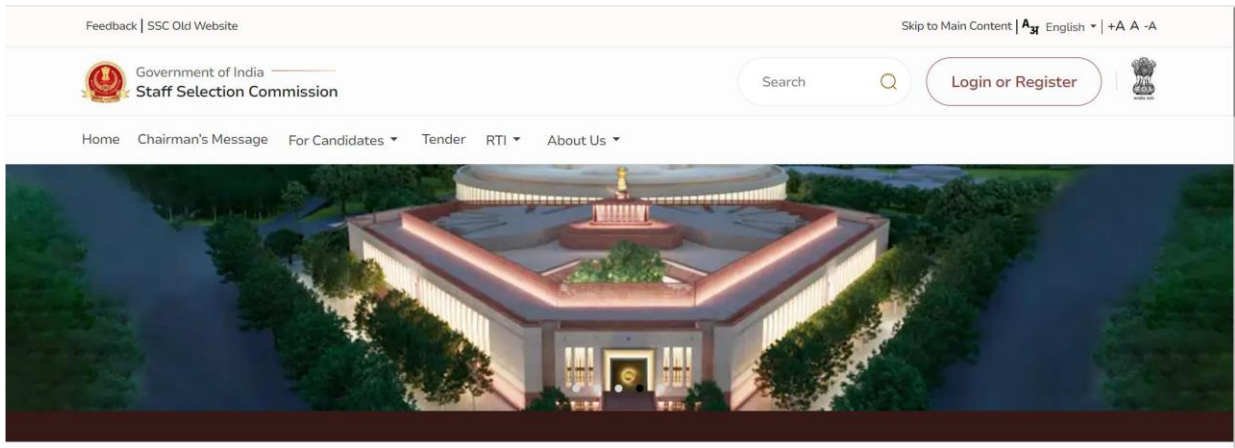 Feedback | SSC Old Website
Skip to Main Content | Aअ English | +A A -A
Government of India
Staff Selection Commission
Search
Login or Register
Home Chairman's Message For Candidates Tender RTI About Us